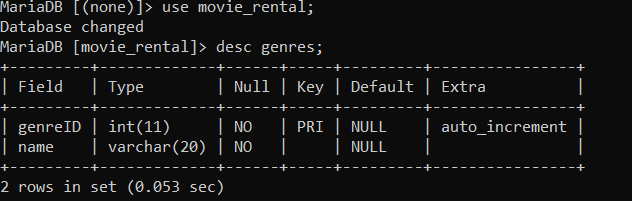 MariaDB [(none)]> use movie_rental;
Database changed
MariaDB [movie_rental]> desc genres;
+---------+-------------+------+-----+---------+----------------+
| Field   | Type        | Null | Key | Default | Extra          |
+---------+-------------+------+-----+---------+----------------+
| genreID | int(11)     | NO   | PRI | NULL    | auto_increment |
| name    | varchar(20) | NO   |     | NULL    |                |
+---------+-------------+------+-----+---------+----------------+
2 rows in set (0.053 sec)